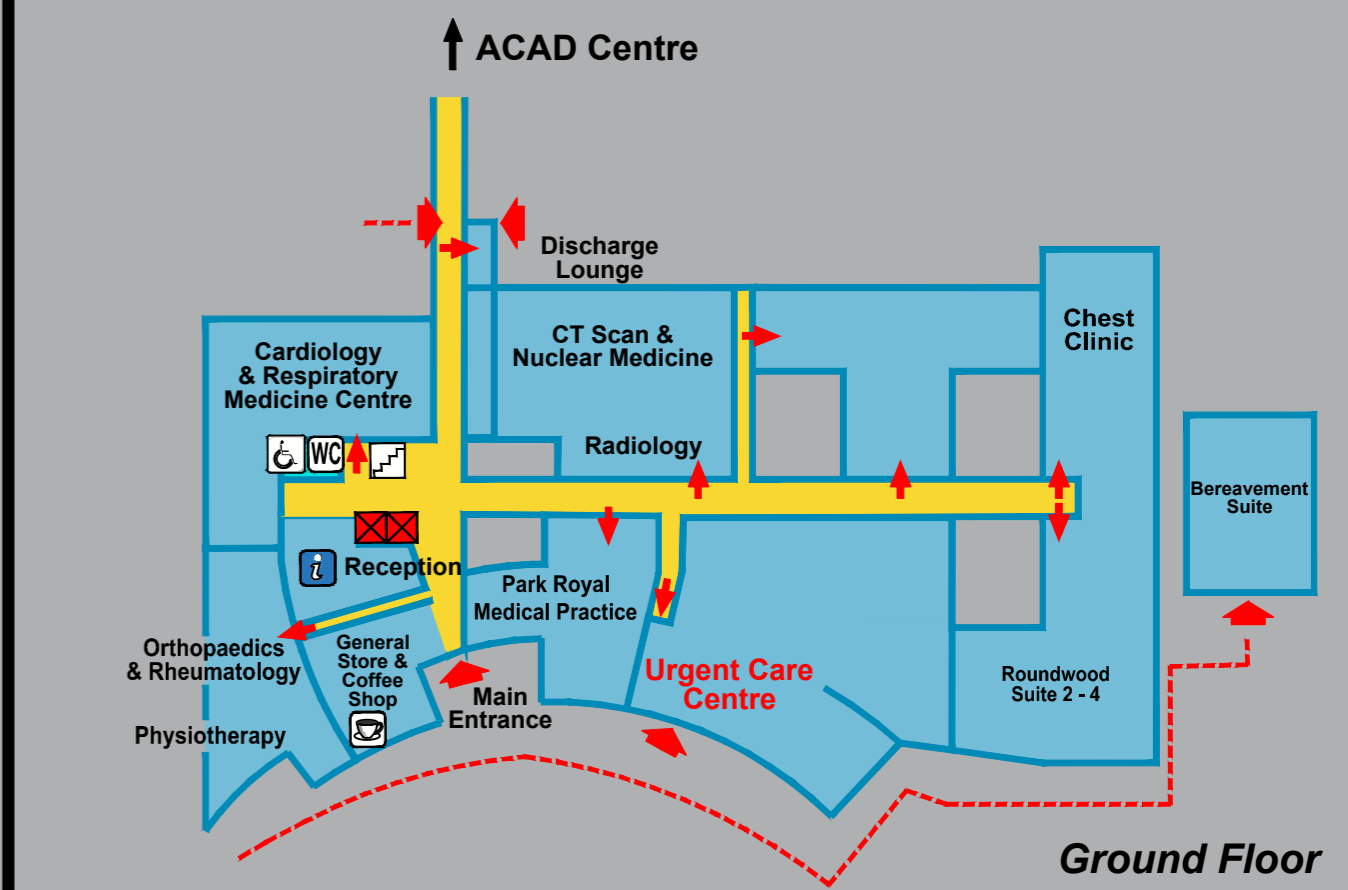 ACAD Centre
Discharge
Lounge
CT Scan &
Nuclear Medicine
Chest
Clinic
Cardiology
& Respiratory
Medicine Centre
WC
Radiology
Bereavement
Suite
i
Reception
Park Royal
Medical Practice
Orthopaedics
& Rheumatology
General
Store &
Coffee
Shop
Urgent Care
Centre
Roundwood
Suite 2 - 4
Main
Entrance
Physiotherapy
Ground Floor